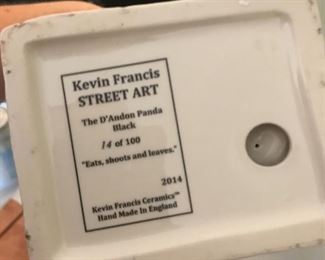 Kevin Francis
STREET ART
The D'Andon Panda
Black
14 of 100
"Eats, shoots and leaves."
2014
Kevin Francis Ceramics™
Hand Made In England